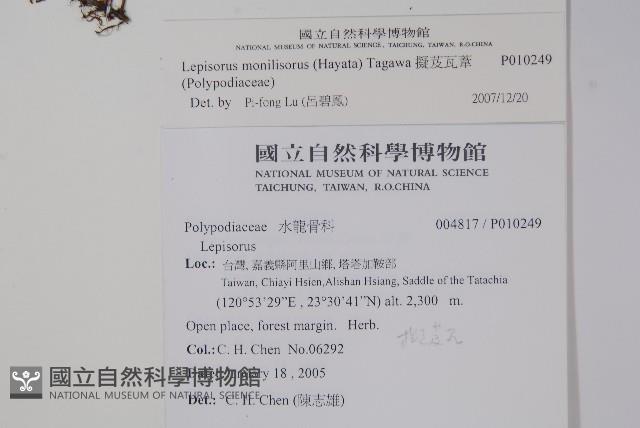 國立自然科學博物館
NATIONAL MUSEUM OF NATURAL SCIENCE, TAICHUNG, TAIWAN, R.O.CHINA
Lepisorus monilisorus (Hayata) Tagawa 擬芨瓦葦 P010249
(Polypodiaceae)
Det. by Pi-fong Lu (呂碧鳳) 2007/12/20
國立自然科學博物館
NATIONAL MUSEUM OF NATURAL SCIENCE
TAICHUNG, TAIWAN, R.O.CHINA
Polypodiaceae 水龍骨科 004817 / P010249
Lepisorus
Loc.: 台灣, 嘉義縣阿里山鄉, 塔塔加鞍部
Taiwan, Chiayi Hsien, Alishan Hsiang, Saddle of the Tatachia
(120°53'29"E , 23°30'41"N) alt. 2,300 m.
Open place, forest margin. Herb.
Col.: C. H. Chen No.06292
18 , 2005
國立自然科學博物館
NATIONAL MUSEUM OF NATURAL SCIENCE
Det.: C. H. Chen (陳志雄)